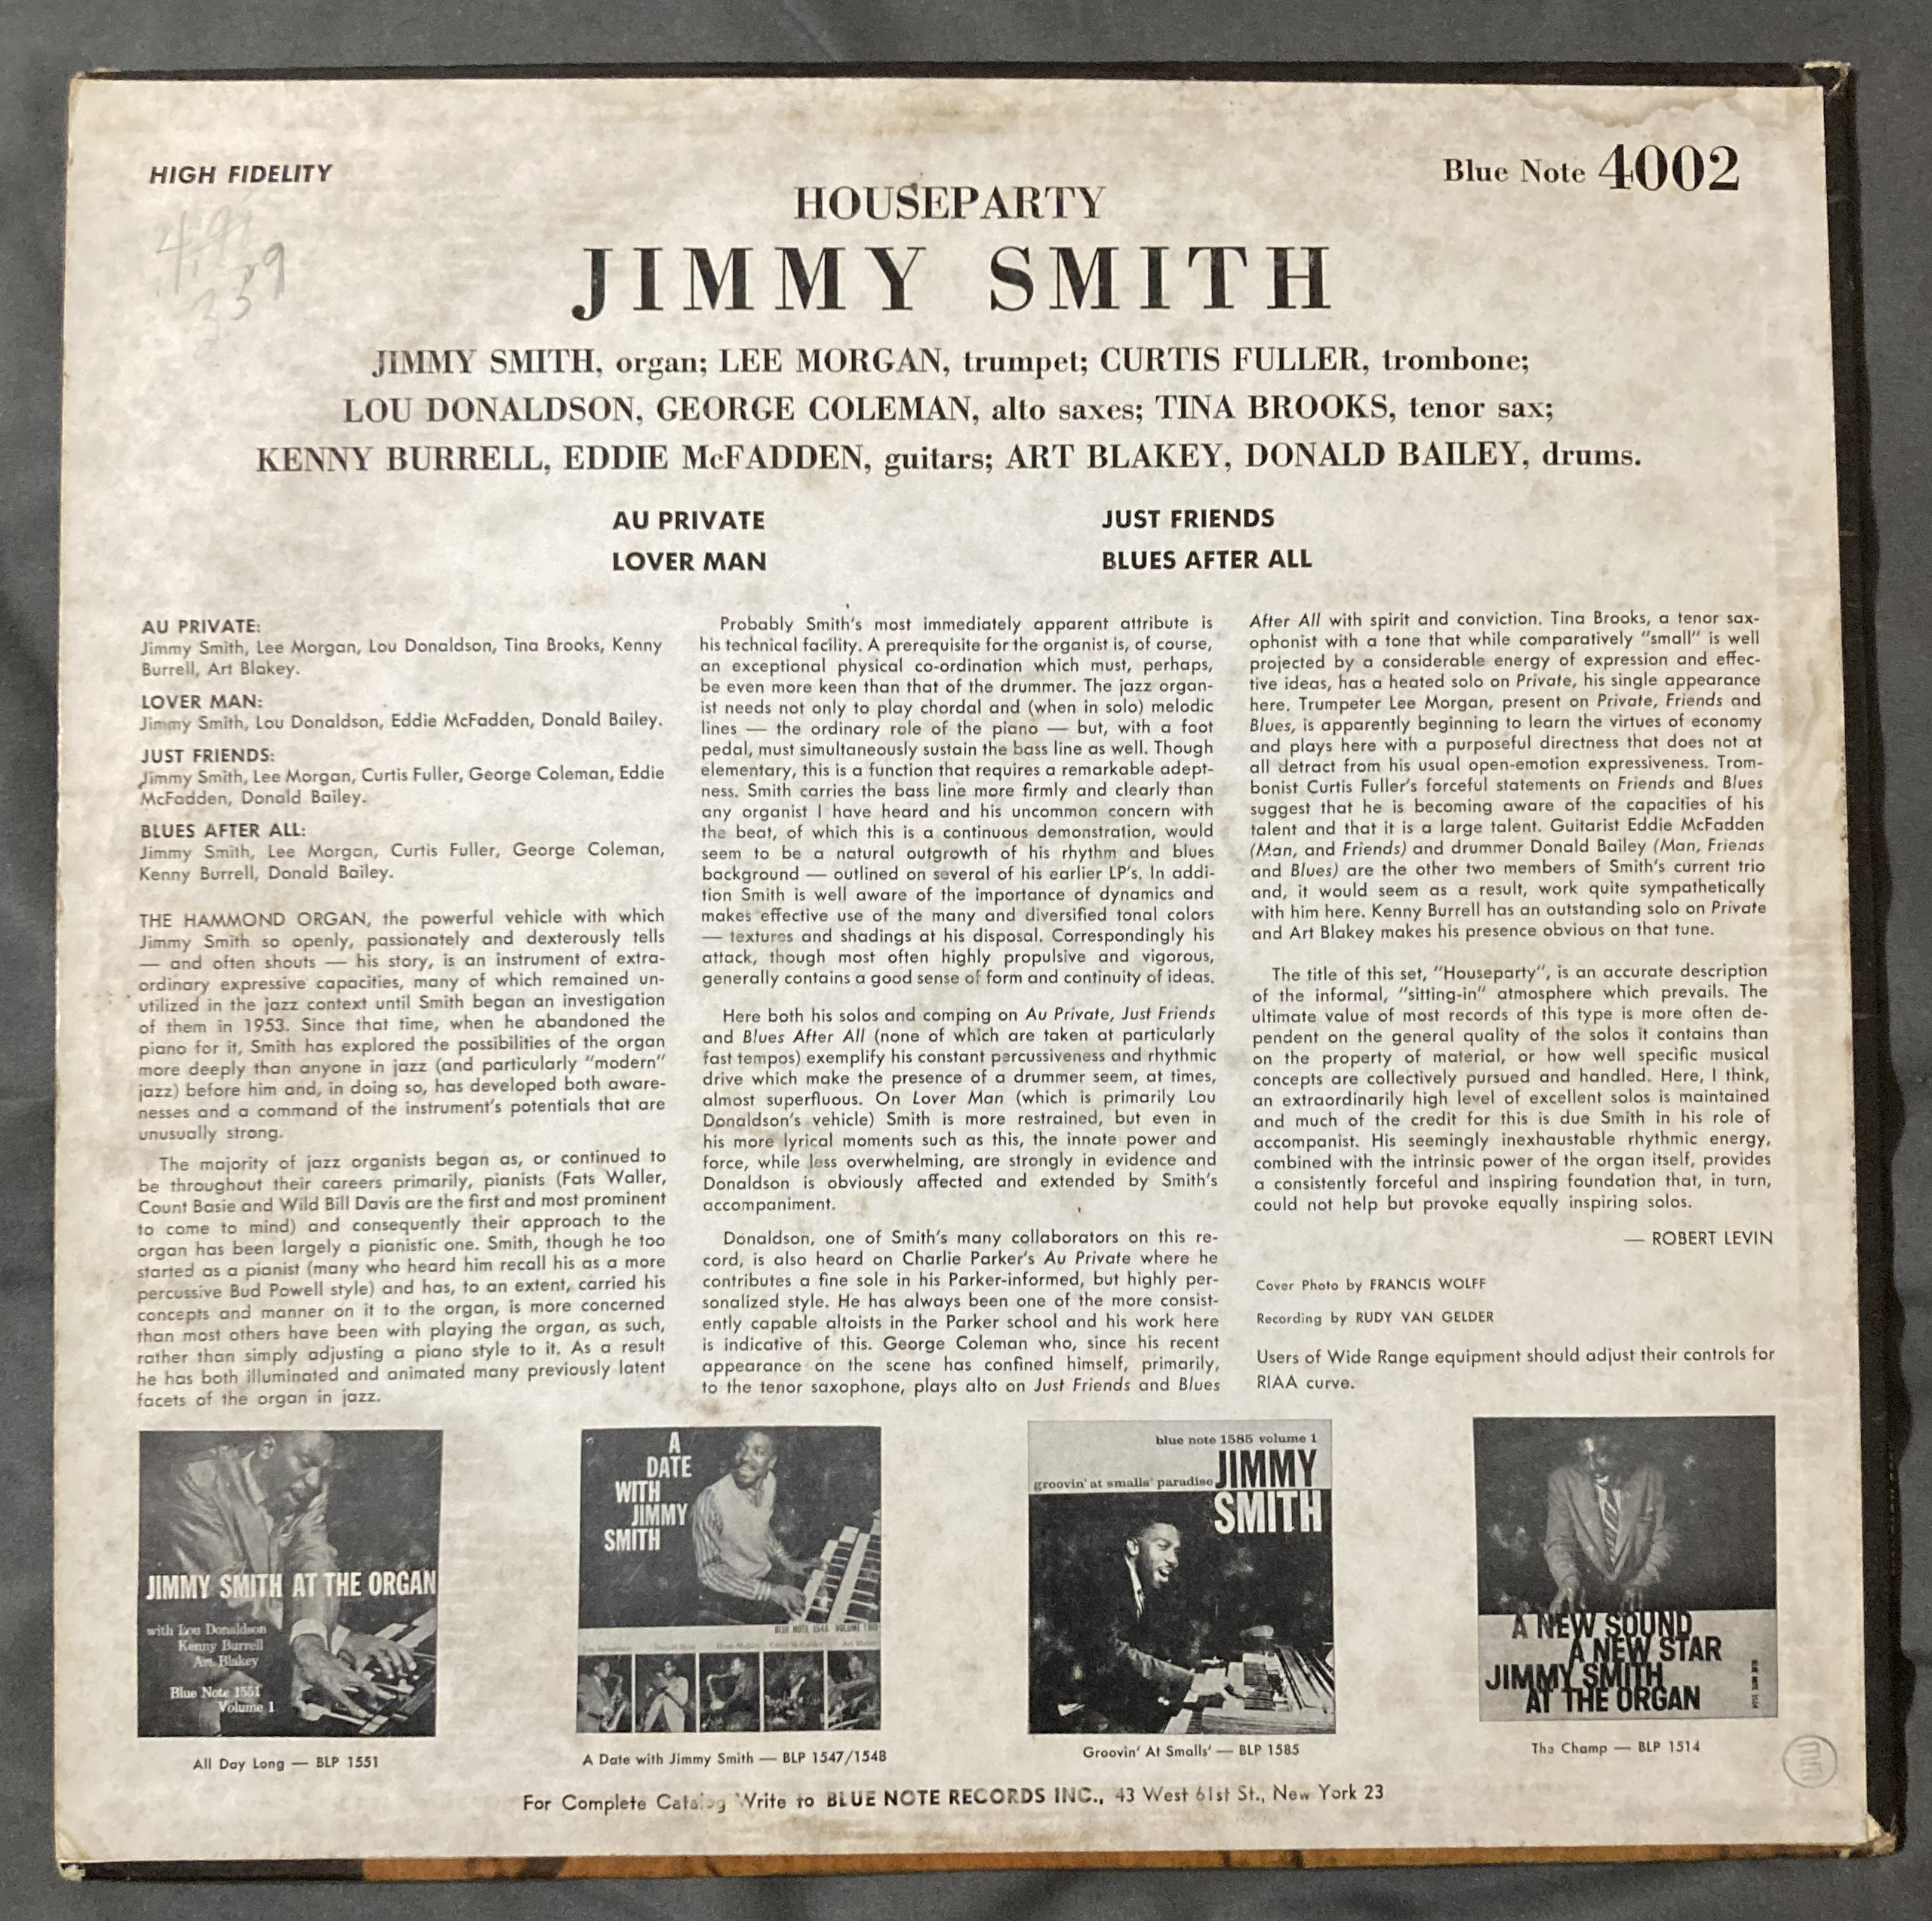 HIGH FIDELITY
Blue Note 4002
HOUSEPARTY
JIMMY SMITH
JIMMY SMITH, organ; LEE MORGAN, trumpet; CURTIS FULLER, trombone;
LOU DONALDSON, GEORGE COLEMAN, alto saxes; TINA BROOKS, tenor sax;
KENNY BURRELL, EDDIE McFADDEN, guitars; ART BLAKEY, DONALD BAILEY, drums.
AU PRIVATE
LOVER MAN
JUST FRIENDS
BLUES AFTER ALL
AU PRIVATE:
Jimmy Smith, Lee Morgan, Lou Donaldson, Tina Brooks, Kenny
Burrell, Art Blakey.
LOVER MAN:
Jimmy Smith, Lou Donaldson, Eddie McFadden, Donald Bailey.
JUST FRIENDS:
Jimmy Smith, Lee Morgan, Curtis Fuller, George Coleman, Eddie
McFadden, Donald Bailey.
BLUES AFTER ALL:
Jimmy Smith, Lee Morgan, Curtis Fuller, George Coleman,
Kenny Burrell, Donald Bailey.
THE HAMMOND ORGAN, the powerful vehicle with which
Jimmy Smith so openly, passionately and dexterously tells
— and often shouts — his story, is an instrument of extra-
ordinary expressive capacities, many of which remained un-
utilized in the jazz context until Smith began an investigation
of them in 1953. Since that time, when he abandoned the
piano for it, Smith has explored the possibilities of the organ
more deeply than anyone in jazz (and particularly "modern"
jazz) before him and, in doing so, has developed both aware-
nesses and a command of the instrument's potentials that are
unusually strong.
The majority of jazz organists began as, or continued to
be throughout their careers primarily, pianists (Fats Waller,
Count Basie and Wild Bill Davis are the first and most prominent
to come to mind) and consequently their approach to the
organ has been largely a pianistic one. Smith, though he too
started as a pianist (many who heard him recall his as a more
percussive Bud Powell style) and has, to an extent, carried his
concepts and manner on it to the organ, is more concerned
than most others have been with playing the organ, as such,
rather than simply adjusting a piano style to it. As a result
he has both illuminated and animated many previously latent
facets of the organ in jazz.
Probably Smith's most immediately apparent attribute is
his technical facility. A prerequisite for the organist is, of course,
an exceptional physical co-ordination which must, perhaps,
be even more keen than that of the drummer. The jazz organ-
ist needs not only to play chordal and (when in solo) melodic
lines — the ordinary role of the piano — but, with a foot
pedal, must simultaneously sustain the bass line as well. Though
elementary, this is a function that requires a remarkable adept-
ness. Smith carries the bass line more firmly and clearly than
any organist I have heard and his uncommon concern with
the beat, of which this is a continuous demonstration, would
seem to be a natural outgrowth of his rhythm and blues
background — outlined on several of his earlier LP's. In addi-
tion Smith is well aware of the importance of dynamics and
makes effective use of the many and diversified tonal colors
— textures and shadings at his disposal. Correspondingly his
attack, though most often highly propulsive and vigorous,
generally contains a good sense of form and continuity of ideas.
Here both his solos and comping on Au Private, Just Friends
and Blues After All (none of which are taken at particularly
fast tempos) exemplify his constant percussiveness and rhythmic
drive which make the presence of a drummer seem, at times,
almost superfluous. On Lover Man (which is primarily Lou
Donaldson's vehicle) Smith is more restrained, but even in
his more lyrical moments such as this, the innate power and
force, while less overwhelming, are strongly in evidence and
Donaldson is obviously affected and extended by Smith's
accompaniment.
Donaldson, one of Smith's many collaborators on this re-
cord, is also heard on Charlie Parker's Au Private where he
contributes a fine sole in his Parker-informed, but highly per-
sonalized style. He has always been one of the more consist-
ently capable altoists in the Parker school and his work here
is indicative of this. George Coleman who, since his recent
appearance on the scene has confined himself, primarily,
to the tenor saxophone, plays alto on Just Friends and Blues
After All with spirit and conviction. Tina Brooks, a tenor sax-
ophonist with a tone that while comparatively "small" is well
projected by a considerable energy of expression and effec-
tive ideas, has a heated solo on Private, his single appearance
here. Trumpeter Lee Morgan, present on Private, Friends and
Blues, is apparently beginning to learn the virtues of economy
and plays here with a purposeful directness that does not at
all detract from his usual open-emotion expressiveness. Trom-
bonist Curtis Fuller's forceful statements on Friends and Blues
suggest that he is becoming aware of the capacities of his
talent and that it is a large talent. Guitarist Eddie McFadden
(Man, and Friends) and drummer Donald Bailey (Man, Friends
and Blues) are the other two members of Smith's current trio
and, it would seem as a result, work quite sympathetically
with him here. Kenny Burrell has an outstanding solo on Private
and Art Blakey makes his presence obvious on that tune.
The title of this set, "Houseparty", is an accurate description
of the informal, "sitting-in" atmosphere which prevails. The
ultimate value of most records of this type is more often de-
pendent on the general quality of the solos it contains than
on the property of material, or how well specific musical
concepts are collectively pursued and handled. Here, I think,
an extraordinarily high level of excellent solos is maintained
and much of the credit for this is due Smith in his role of
accompanist. His seemingly inexhaustable rhythmic energy,
combined with the intrinsic power of the organ itself, provides
a consistently forceful and inspiring foundation that, in turn,
could not help but provoke equally inspiring solos.
— ROBERT LEVIN
Cover Photo by FRANCIS WOLFF
Recording by RUDY VAN GELDER
Users of Wide Range equipment should adjust their controls for
RIAA curve.
JIMMY SMITH AT THE ORGAN
with Lou Donaldson
Kenny Burrell
Art Blakey
Blue Note 1551
Volume 1
All Day Long — BLP 1551
A
DATE
WITH
JIMMY
SMITH
BLUE NOTE 1548 VOLUME TWO
A Date with Jimmy Smith — BLP 1547/1548
blue note 1585 volume 1
groovin' at smalls' paradise JIMMY
SMITH
Groovin' At Smalls' — BLP 1585
A NEW SOUND
A NEW STAR
JIMMY SMITH
AT THE ORGAN
The Champ — BLP 1514
For Complete Catalog Write to BLUE NOTE RECORDS INC., 43 West 61st St., New York 23